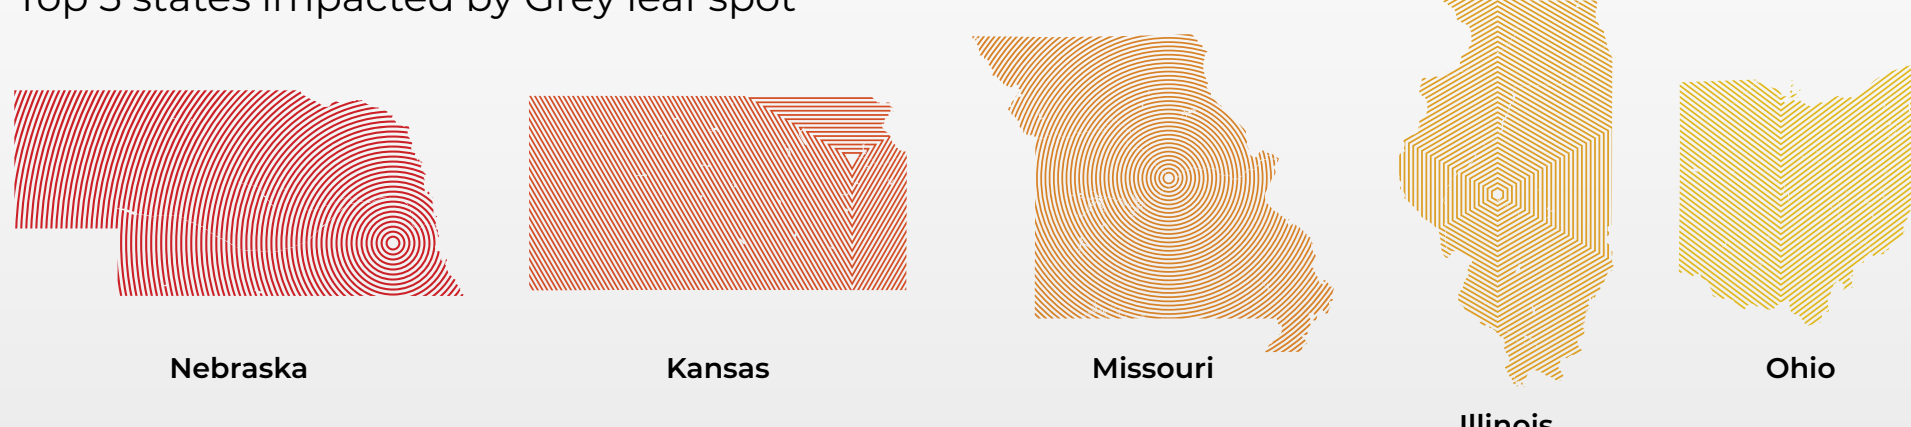 Top 5 states impacted by Grey leaf spot
Nebraska
Kansas
Missouri
Illinois
Ohio